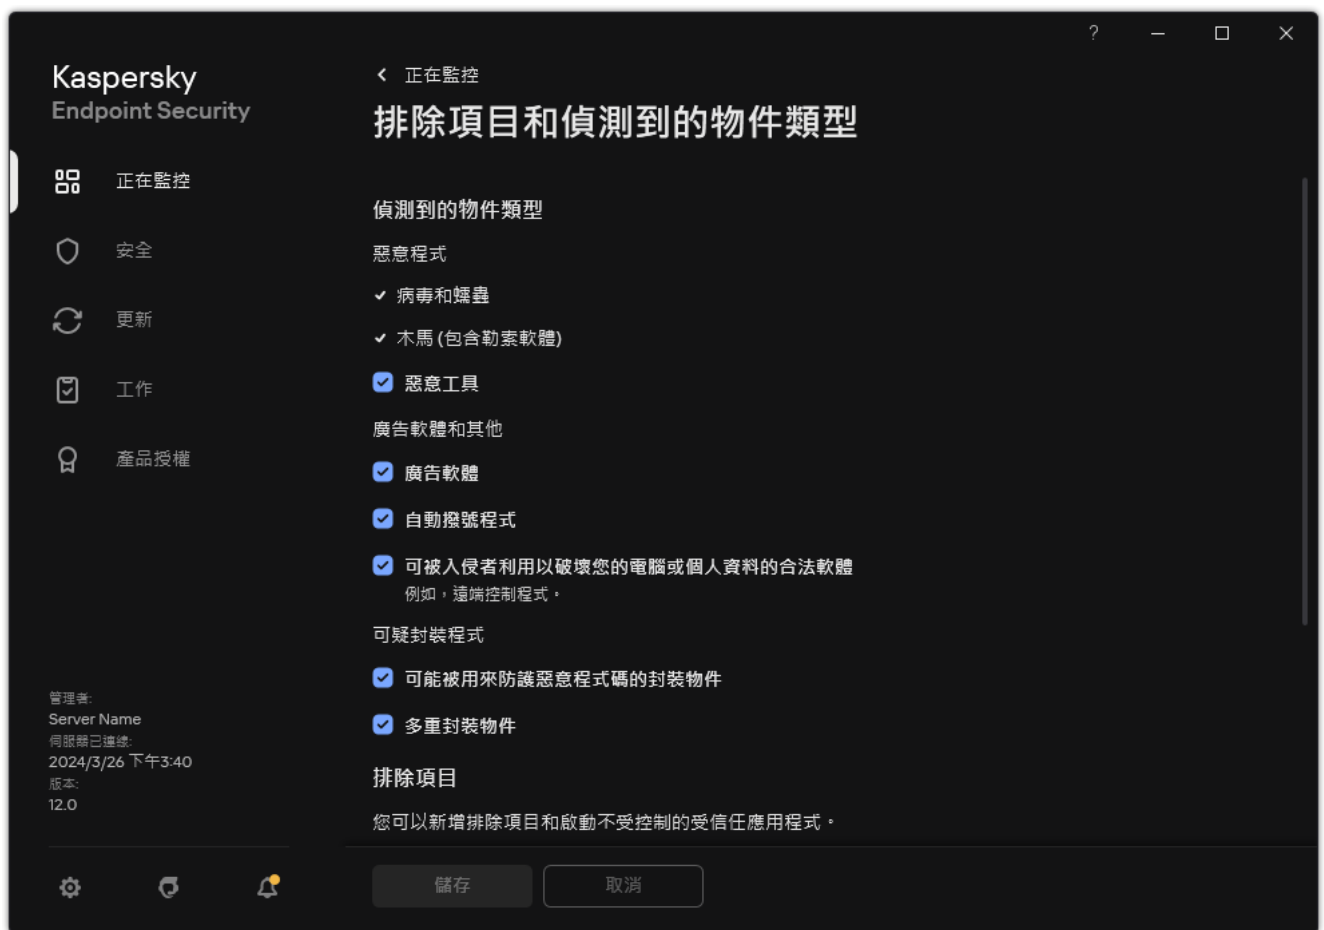 ?
Kaspersky
Endpoint Security
正在監控
安全
更新
工作
產品授權
管理者:
Server Name
伺服器已連線:
2024/3/26 下午3:40
版本:
12.0
正在監控
排除項目和偵測到的物件類型
偵測到的物件類型
惡意程式
病毒和蠕蟲
木馬 (包含勒索軟體)
惡意工具
廣告軟體和其他
廣告軟體
自動撥號程式
可被入侵者利用以破壞您的電腦或個人資料的合法軟體
例如，遠端控制程式。
可疑封裝程式
可能被用來防護惡意程式碼的封裝物件
多重封裝物件
排除項目
您可以新增排除項目和啟動不受控制的受信任應用程式。
儲存
取消